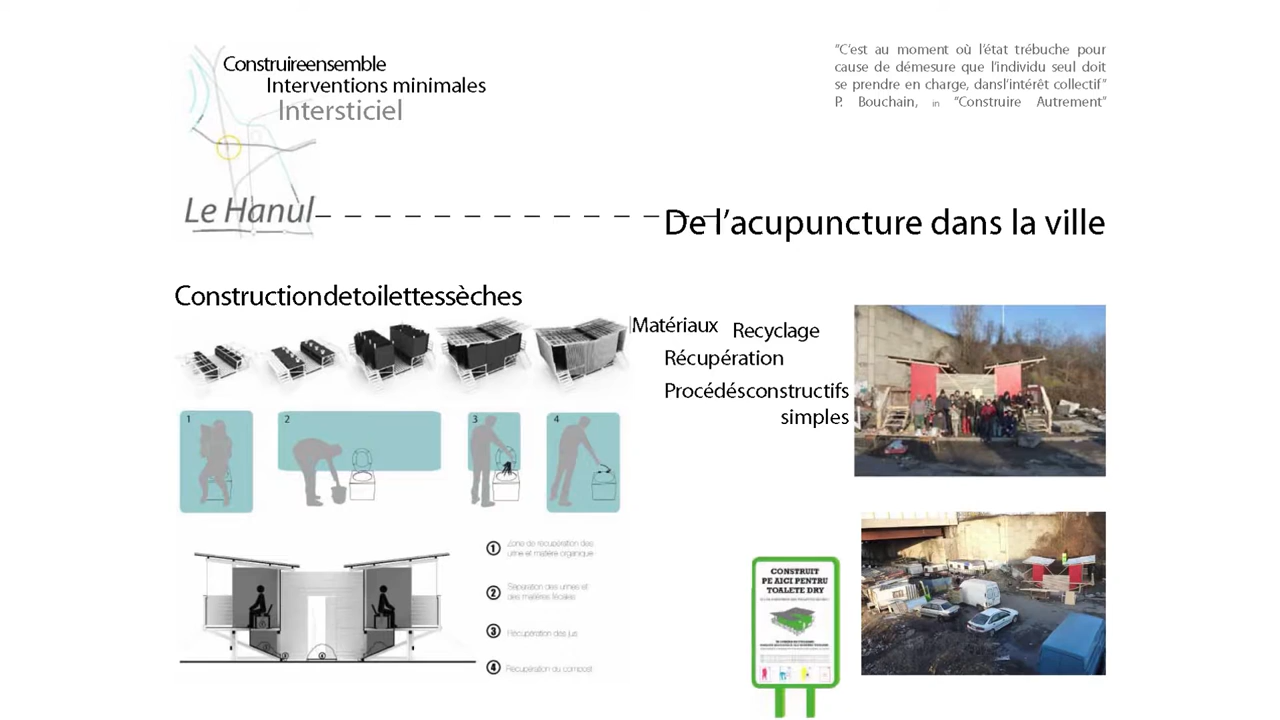 Construireensemble
Interventions minimales
Intersticiel
Le Hanul
"C'est au moment où l'état trébuche pour
cause de démesure que l'individu seul doit
se prendre en charge, dansl'intérêt collectif"
P. Bouchain, in "Construire Autrement"
De l'acupuncture dans la ville
Constructiondetoilettessèches
Matériaux
Recyclage
Récupération
Procédésconstructifs
simples
1
2
3
4
1 Zone de récupération des
urine et matière organique
2 Séparation des urines et
des matières fécales
3 Récupération des jus
4 Récupération du compost
CONSTRUIT
PE AICI PENTRU
TOALETE DRY